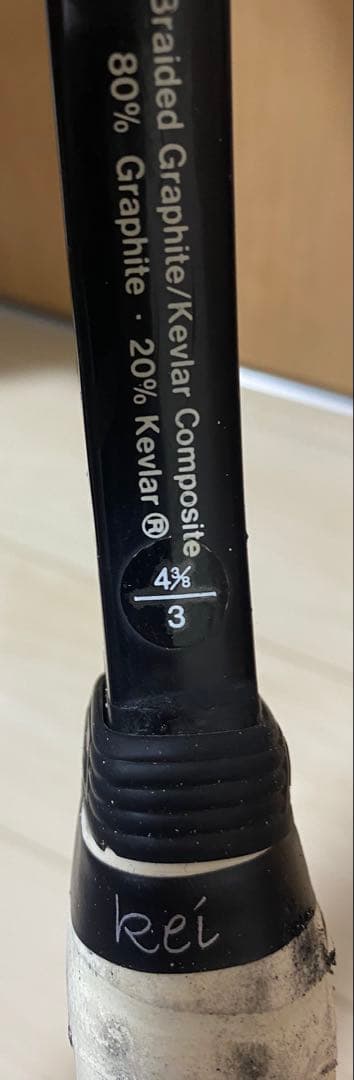 Braided Graphite/Kevlar Composite
80% Graphite · 20% Kevlar®
4⅜
3
kei